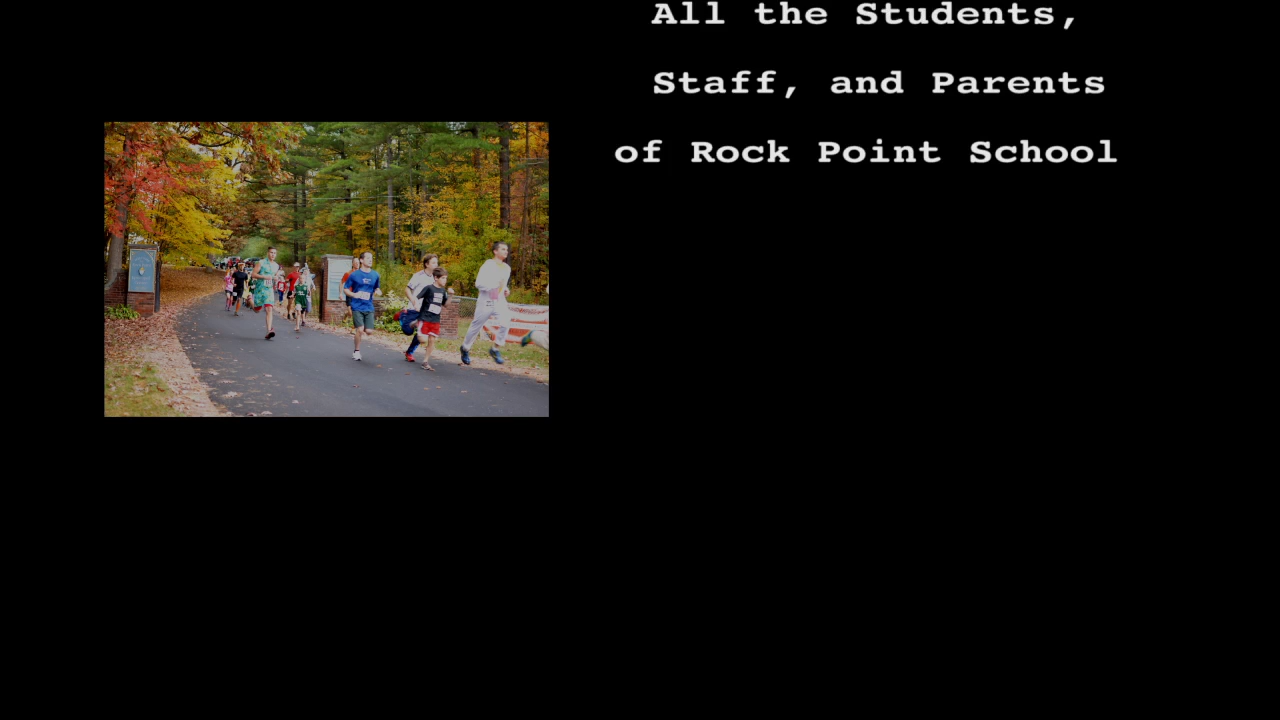 All the Students,
Staff, and Parents
of Rock Point School